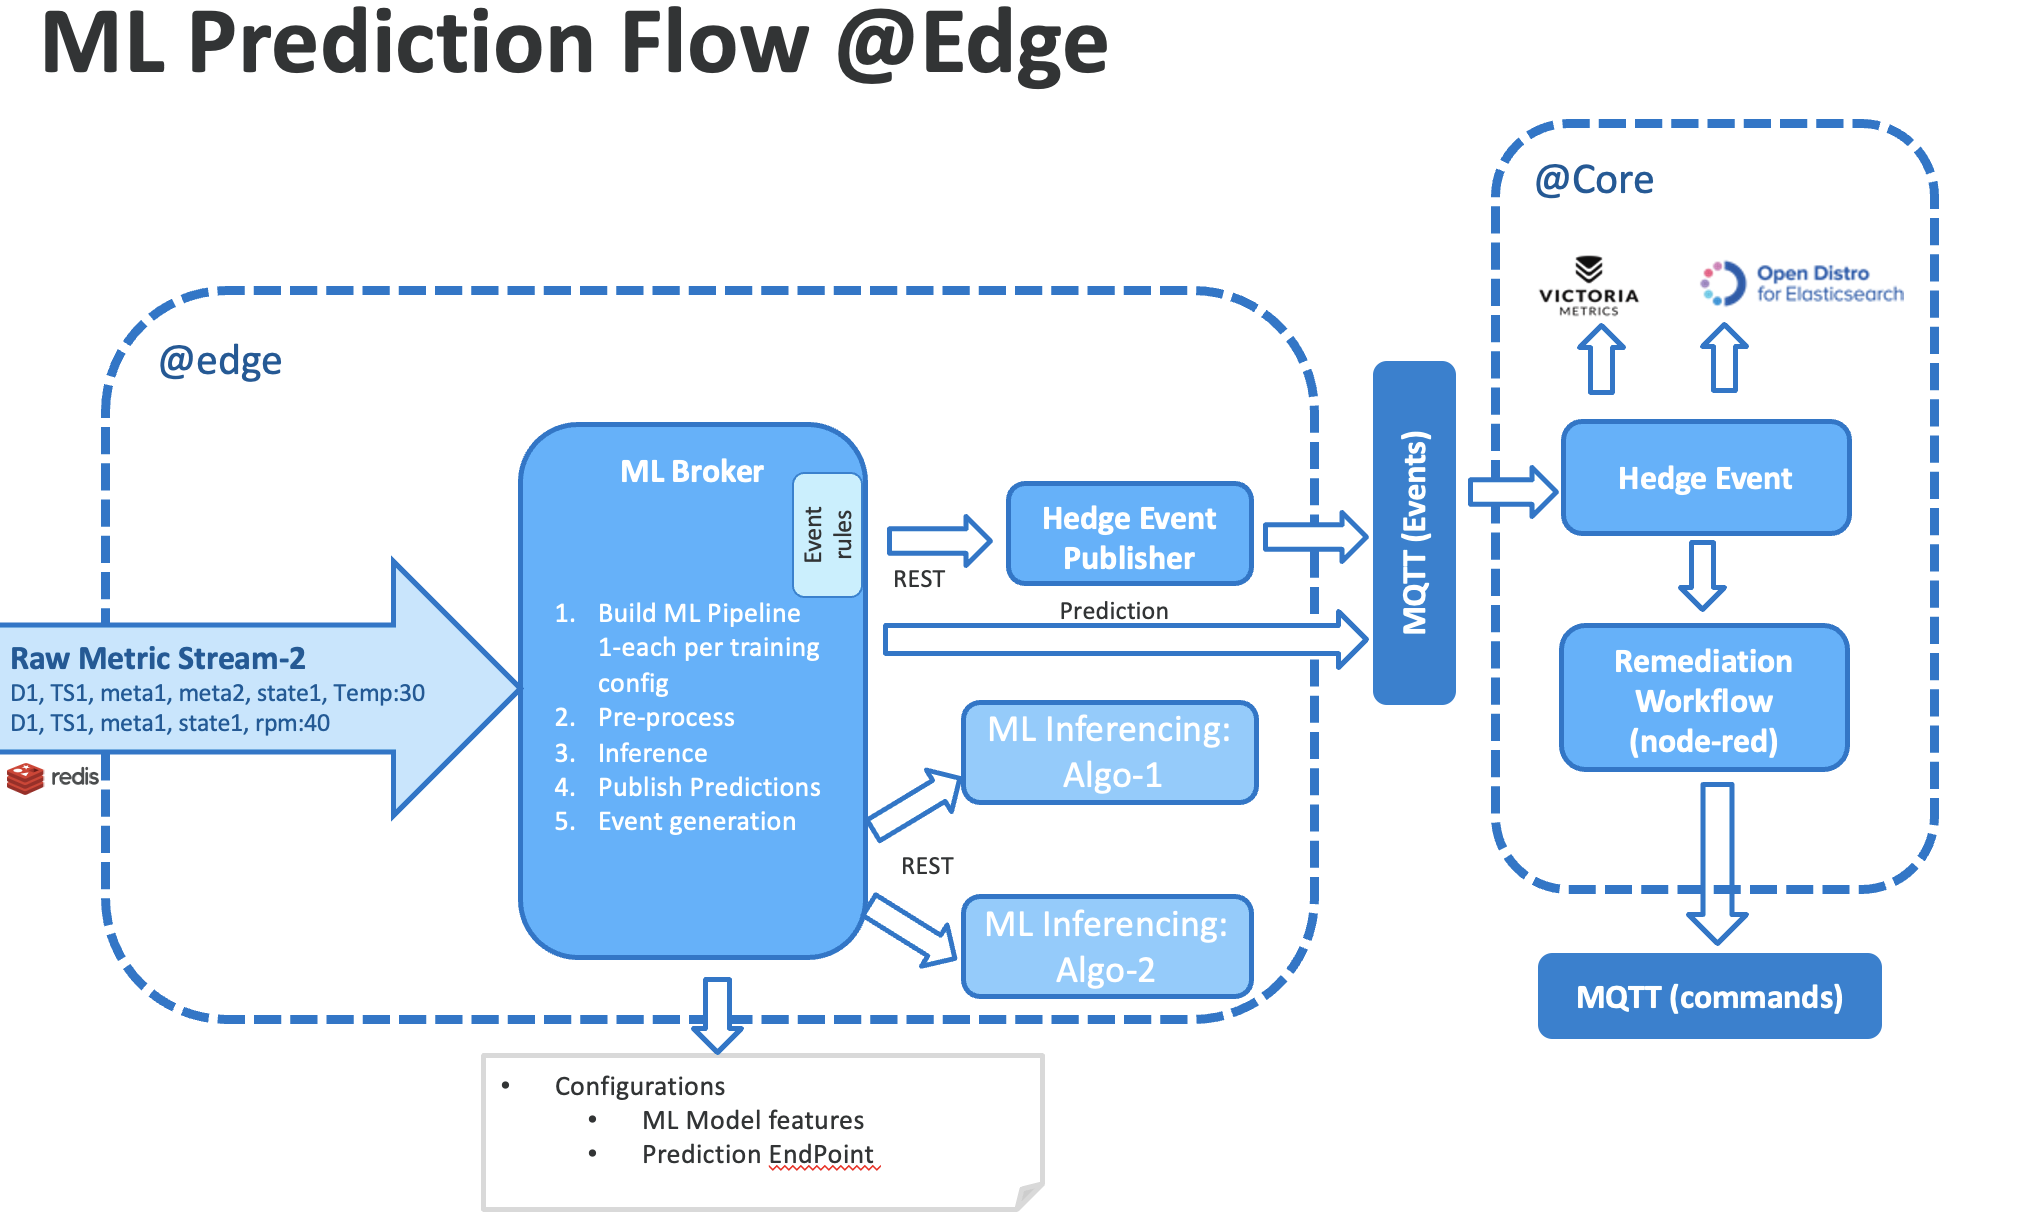 ML Prediction Flow @Edge
@edge
Raw Metric Stream-2
D1, TS1, meta1, meta2, state1, Temp:30
D1, TS1, meta1, state1, rpm:40
redis
ML Broker
Event
rules
1. Build ML Pipeline
1-each per training
config
2. Pre-process
3. Inference
4. Publish Predictions
5. Event generation
REST
Hedge Event
Publisher
Prediction
ML Inferencing:
Algo-1
REST
ML Inferencing:
Algo-2
• Configurations
• ML Model features
• Prediction EndPoint
MQTT (Events)
@Core
VICTORIA
METRICS
Open Distro
for Elasticsearch
Hedge Event
Remediation
Workflow
(node-red)
MQTT (commands)